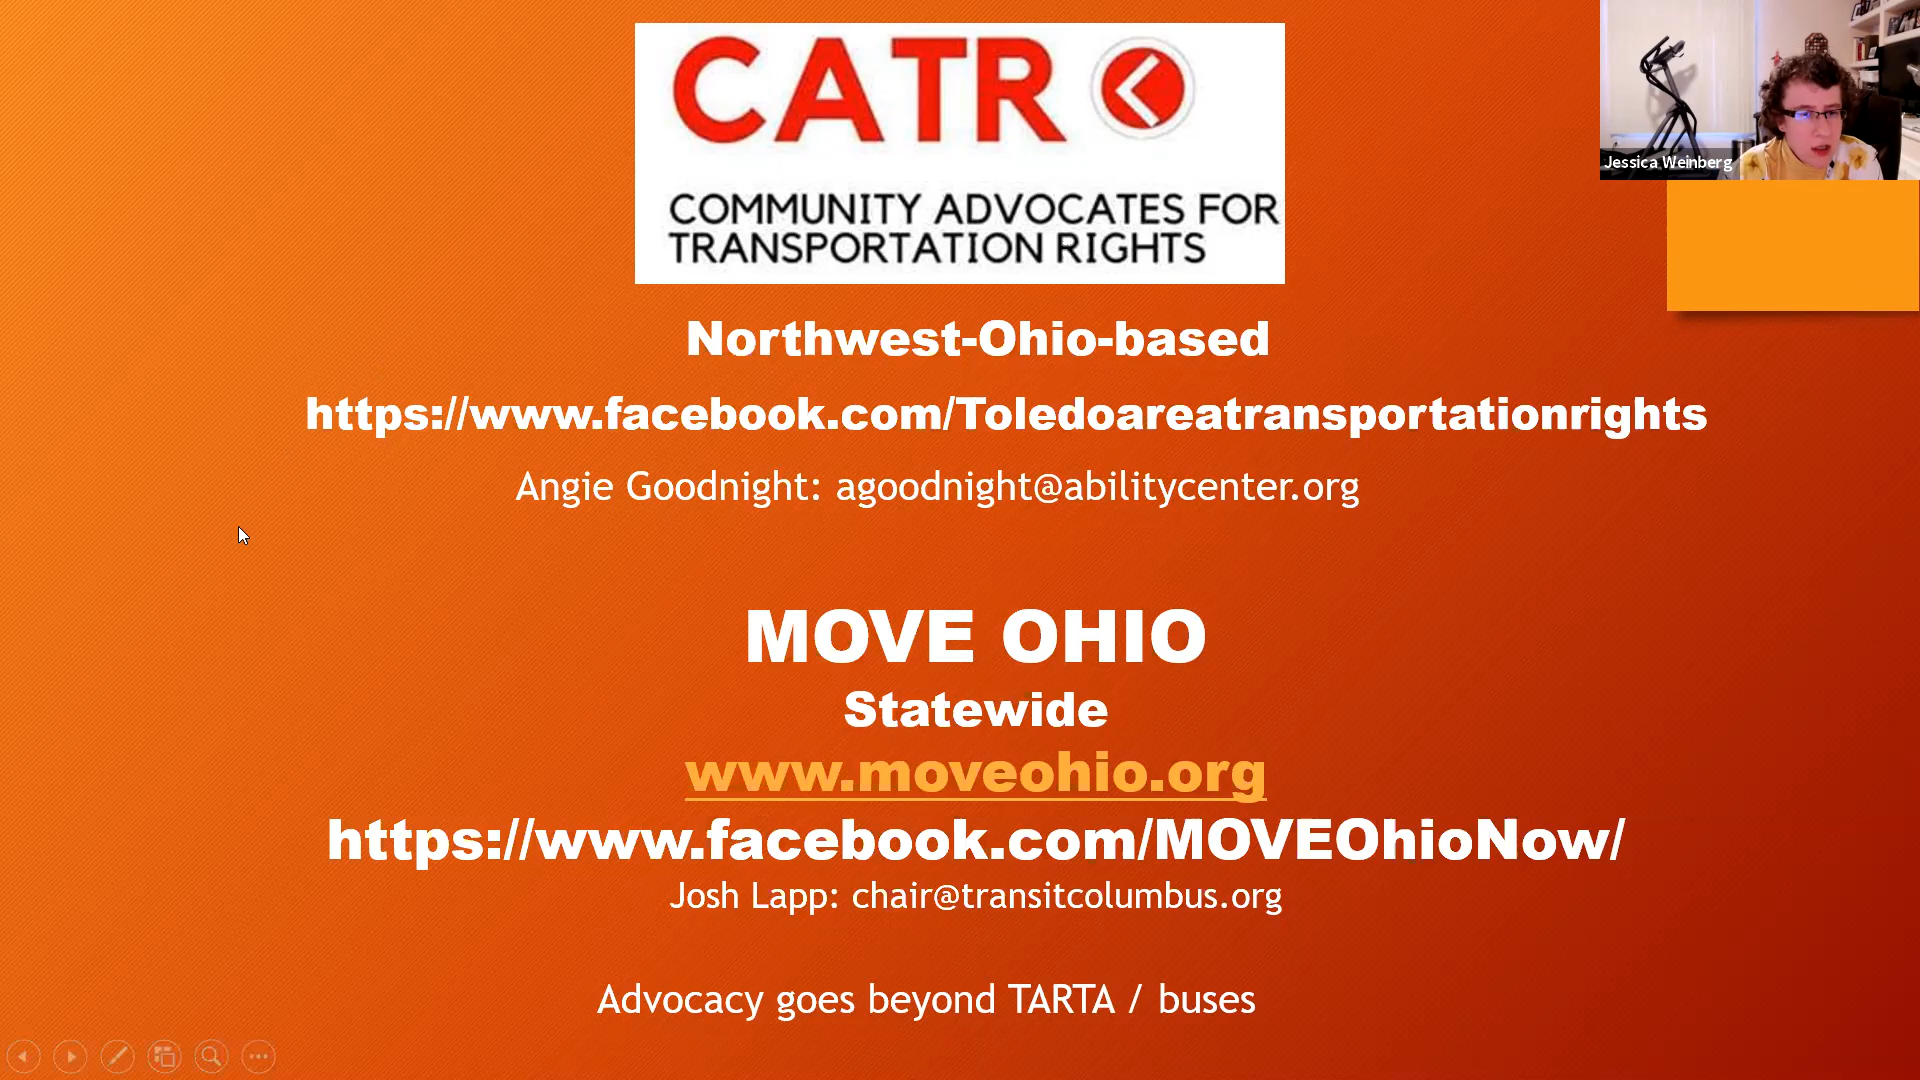 CATR
COMMUNITY ADVOCATES FOR
TRANSPORTATION RIGHTS
Jessica Weinberg
Northwest-Ohio-based
https://www.facebook.com/Toledoareatransportationrights
Angie Goodnight: agoodnight@abilitycenter.org
MOVE OHIO
Statewide
www.moveohio.org
https://www.facebook.com/MOVEOhioNow/
Josh Lapp: chair@transitcolumbus.org
Advocacy goes beyond TARTA / buses